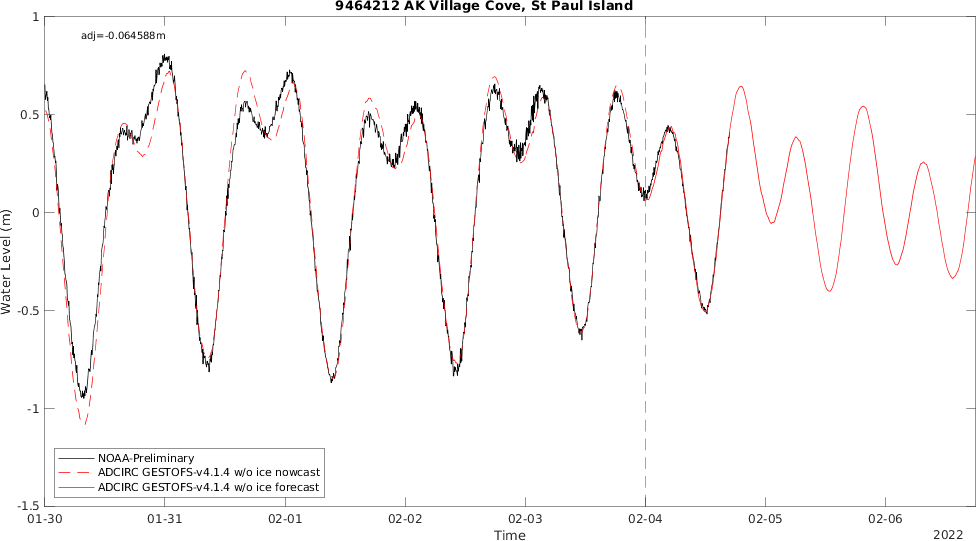 9464212 AK Village Cove, St Paul Island
adj=-0.064588m
1
0.5
0
-0.5
-1
-1.5
Water Level (m)
NOAA-Preliminary
ADCIRC GESTOFS-v4.1.4 w/o ice nowcast
ADCIRC GESTOFS-v4.1.4 w/o ice forecast
01-30 01-31 02-01 02-02 02-03 02-04 02-05 02-06
Time
2022